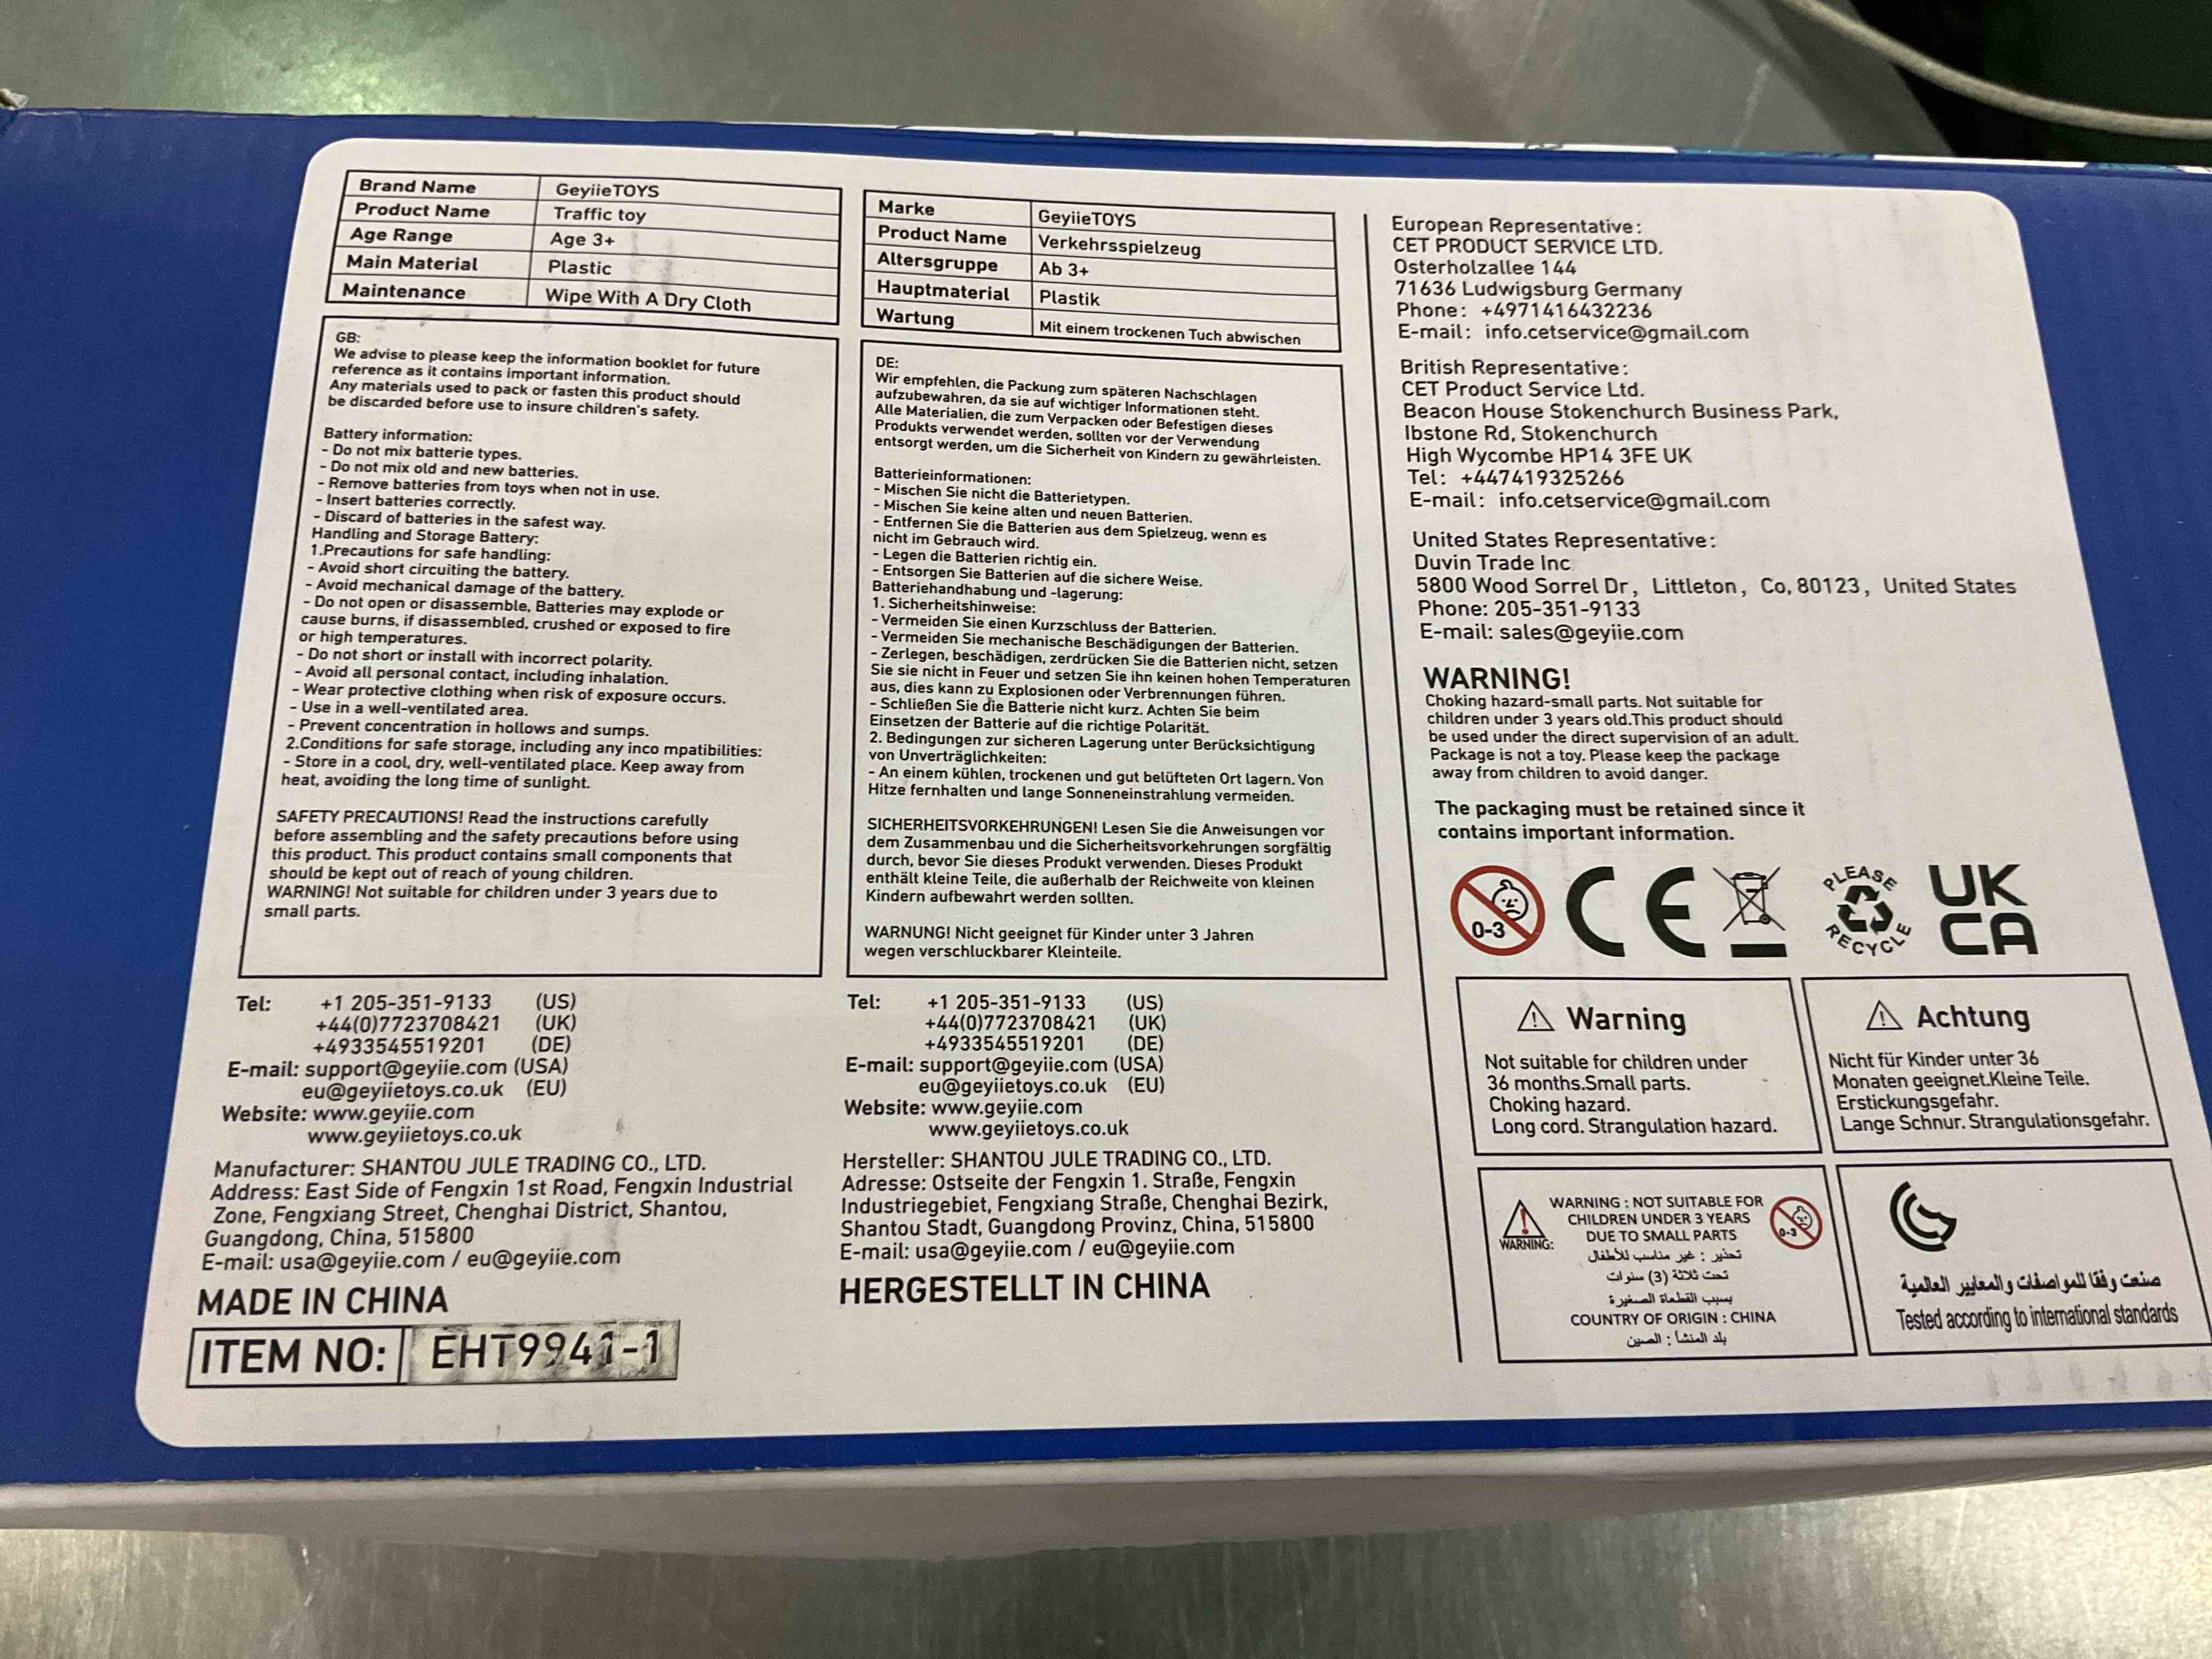 Brand Name GeyiieTOYS
Product Name Traffic toy
Age Range Age 3+
Main Material Plastic
Maintenance Wipe With A Dry Cloth
GB:
We advise to please keep the information booklet for future
reference as it contains important information.
Any materials used to pack or fasten this product should
be discarded before use to insure children's safety.
Battery information:
- Do not mix batterie types.
- Do not mix old and new batteries.
- Remove batteries from toys when not in use.
- Insert batteries correctly.
- Discard of batteries in the safest way.
Handling and Storage Battery:
1.Precautions for safe handling:
- Avoid short circuiting the battery.
- Avoid mechanical damage of the battery.
- Do not open or disassemble, Batteries may explode or
cause burns, if disassembled, crushed or exposed to fire
or high temperatures.
- Do not short or install with incorrect polarity.
- Avoid all personal contact, including inhalation.
- Wear protective clothing when risk of exposure occurs.
- Use in a well-ventilated area.
- Prevent concentration in hollows and sumps.
2.Conditions for safe storage, including any inco mpatibilities:
- Store in a cool, dry, well-ventilated place. Keep away from
heat, avoiding the long time of sunlight.
SAFETY PRECAUTIONS! Read the instructions carefully
before assembling and the safety precautions before using
this product. This product contains small components that
should be kept out of reach of young children.
WARNING! Not suitable for children under 3 years due to
small parts.
Tel: +1 205-351-9133 (US)
+44(0)7723708421 (UK)
+4933545519201 (DE)
E-mail: support@geyiie.com (USA)
eu@geyiietoys.co.uk (EU)
Website: www.geyiie.com
www.geyiietoys.co.uk
Manufacturer: SHANTOU JULE TRADING CO., LTD.
Address: East Side of Fengxin 1st Road, Fengxin Industrial
Zone, Fengxiang Street, Chenghai District, Shantou,
Guangdong, China, 515800
E-mail: usa@geyiie.com / eu@geyiie.com
MADE IN CHINA
ITEM NO: EHT9941-1
Marke GeyiieTOYS
Product Name Verkehrsspielzeug
Altersgruppe Ab 3+
Hauptmaterial Plastik
Wartung Mit einem trockenen Tuch abwischen
DE:
Wir empfehlen, die Packung zum späteren Nachschlagen
aufzubewahren, da sie auf wichtiger Informationen steht.
Alle Materialien, die zum Verpacken oder Befestigen dieses
Produkts verwendet werden, sollten vor der Verwendung
entsorgt werden, um die Sicherheit von Kindern zu gewährleisten.
Batterieinformationen:
- Mischen Sie nicht die Batterietypen.
- Mischen Sie keine alten und neuen Batterien.
- Entfernen Sie die Batterien aus dem Spielzeug, wenn es
nicht im Gebrauch wird.
- Legen die Batterien richtig ein.
- Entsorgen Sie Batterien auf die sichere Weise.
Batteriehandhabung und -lagerung:
1. Sicherheitshinweise:
- Vermeiden Sie einen Kurzschluss der Batterien.
- Vermeiden Sie mechanische Beschädigungen der Batterien.
- Zerlegen, beschädigen, zerdrücken Sie die Batterien nicht, setzen
Sie sie nicht in Feuer und setzen Sie ihn keinen hohen Temperaturen
aus, dies kann zu Explosionen oder Verbrennungen führen.
- Schließen Sie die Batterie nicht kurz. Achten Sie beim
Einsetzen der Batterie auf die richtige Polarität.
2. Bedingungen zur sicheren Lagerung unter Berücksichtigung
von Unverträglichkeiten:
- An einem kühlen, trockenen und gut belüfteten Ort lagern. Von
Hitze fernhalten und lange Sonneneinstrahlung vermeiden.
SICHERHEITSVORKEHRUNGEN! Lesen Sie die Anweisungen vor
dem Zusammenbau und die Sicherheitsvorkehrungen sorgfältig
durch, bevor Sie dieses Produkt verwenden. Dieses Produkt
enthält kleine Teile, die außerhalb der Reichweite von kleinen
Kindern aufbewahrt werden sollten.
WARNUNG! Nicht geeignet für Kinder unter 3 Jahren
wegen verschluckbarer Kleinteile.
Tel: +1 205-351-9133 (US)
+44(0)7723708421 (UK)
+4933545519201 (DE)
E-mail: support@geyiie.com (USA)
eu@geyiietoys.co.uk (EU)
Website: www.geyiie.com
www.geyiietoys.co.uk
Hersteller: SHANTOU JULE TRADING CO., LTD.
Adresse: Ostseite der Fengxin 1. Straße, Fengxin
Industriegebiet, Fengxiang Straße, Chenghai Bezirk,
Shantou Stadt, Guangdong Provinz, China, 515800
E-mail: usa@geyiie.com / eu@geyiie.com
HERGESTELLT IN CHINA
European Representative:
CET PRODUCT SERVICE LTD.
Osterholzallee 144
71636 Ludwigsburg Germany
Phone: +4971416432236
E-mail: info.cetservice@gmail.com
British Representative:
CET Product Service Ltd.
Beacon House Stokenchurch Business Park,
Ibstone Rd, Stokenchurch
High Wycombe HP14 3FE UK
Tel: +447419325266
E-mail: info.cetservice@gmail.com
United States Representative:
Duvin Trade Inc
5800 Wood Sorrel Dr, Littleton, Co, 80123, United States
Phone: 205-351-9133
E-mail: sales@geyiie.com
WARNING!
Choking hazard-small parts. Not suitable for
children under 3 years old.This product should
be used under the direct supervision of an adult.
Package is not a toy. Please keep the package
away from children to avoid danger.
The packaging must be retained since it
contains important information.
0-3 CE PLEASE RECYCLE UK CA
Warning
Not suitable for children under
36 months.Small parts.
Choking hazard.
Long cord. Strangulation hazard.
Achtung
Nicht für Kinder unter 36
Monaten geeignet.Kleine Teile.
Erstickungsgefahr.
Lange Schnur. Strangulationsgefahr.
WARNING:
WARNING : NOT SUITABLE FOR
CHILDREN UNDER 3 YEARS
DUE TO SMALL PARTS
0-3
تحذير : غير مناسب للأطفال
تحت ثلاثة (3) سنوات
بسبب القطعاة الصغيرة
COUNTRY OF ORIGIN : CHINA
بلد المنشأ : الصين
صنعت وفقا للمواصفات والمعايير العالمية
Tested according to international standards